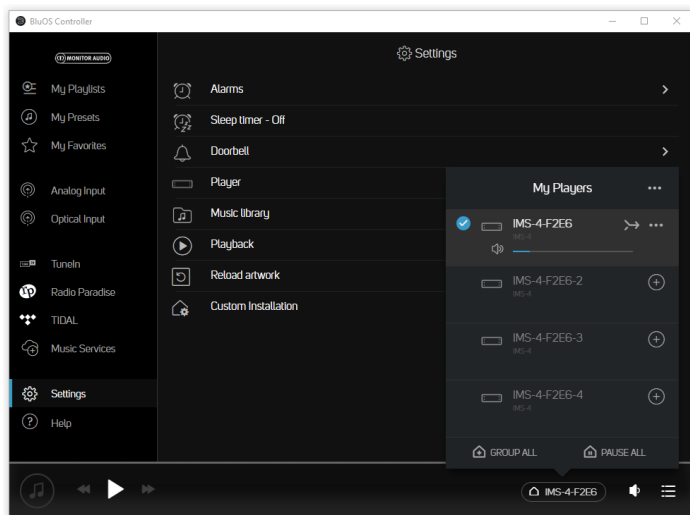 BluOS Controller
MONITOR AUDIO
My Playlists
My Presets
My Favorites
Analog Input
Optical Input
TuneIn
Radio Paradise
TIDAL
Music Services
Settings
Help
Settings
Alarms
Sleep timer - Off
Doorbell
Player
Music library
Playback
Reload artwork
Custom Installation
My Players
IMS-4-F2E6
IMS-4
IMS-4-F2E6-2
IMS-4
IMS-4-F2E6-3
IMS-4
IMS-4-F2E6-4
IMS-4
GROUP ALL
PAUSE ALL
IMS-4-F2E6